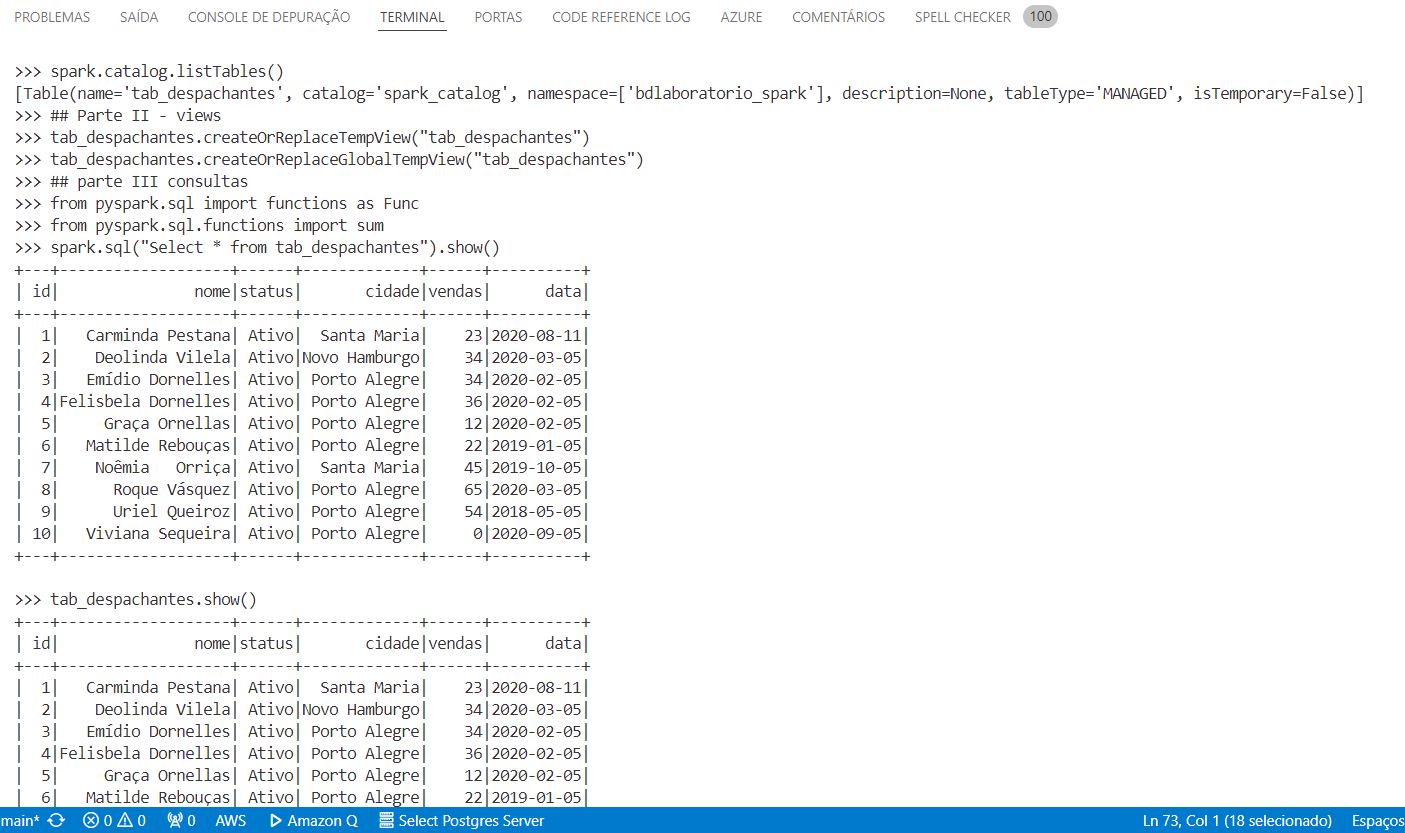 PROBLEMAS SAÍDA CONSOLE DE DEPURAÇÃO TERMINAL PORTAS CODE REFERENCE LOG AZURE COMENTÁRIOS SPELL CHECKER 100
>>> spark.catalog.listTables()
[Table(name='tab_despachantes', catalog='spark_catalog', namespace=['bdlaboratorio_spark'], description=None, tableType='MANAGED', isTemporary=False)]
>>> ## Parte II - views
>>> tab_despachantes.createOrReplaceTempView("tab_despachantes")
>>> tab_despachantes.createOrReplaceGlobalTempView("tab_despachantes")
>>> ## parte III consultas
>>> from pyspark.sql import functions as Func
>>> from pyspark.sql.functions import sum
>>> spark.sql("Select * from tab_despachantes").show()
+---+-------------------+------+-------------+------+----------+
| id|               nome|status|       cidade|vendas|      data|
+---+-------------------+------+-------------+------+----------+
|  1|   Carminda Pestana| Ativo|  Santa Maria|    23|2020-08-11|
|  2|    Deolinda Vilela| Ativo|Novo Hamburgo|    34|2020-03-05|
|  3|   Emídio Dornelles| Ativo| Porto Alegre|    34|2020-02-05|
|  4|Felisbela Dornelles| Ativo| Porto Alegre|    36|2020-02-05|
|  5|     Graça Ornellas| Ativo| Porto Alegre|    12|2020-02-05|
|  6|   Matilde Rebouças| Ativo| Porto Alegre|    22|2019-01-05|
|  7|    Noêmia   Orriça| Ativo|  Santa Maria|    45|2019-10-05|
|  8|      Roque Vásquez| Ativo| Porto Alegre|    65|2020-03-05|
|  9|      Uriel Queiroz| Ativo| Porto Alegre|    54|2018-05-05|
| 10|   Viviana Sequeira| Ativo| Porto Alegre|     0|2020-09-05|
+---+-------------------+------+-------------+------+----------+
>>> tab_despachantes.show()
+---+-------------------+------+-------------+------+----------+
| id|               nome|status|       cidade|vendas|      data|
+---+-------------------+------+-------------+------+----------+
|  1|   Carminda Pestana| Ativo|  Santa Maria|    23|2020-08-11|
|  2|    Deolinda Vilela| Ativo|Novo Hamburgo|    34|2020-03-05|
|  3|   Emídio Dornelles| Ativo| Porto Alegre|    34|2020-02-05|
|  4|Felisbela Dornelles| Ativo| Porto Alegre|    36|2020-02-05|
|  5|     Graça Ornellas| Ativo| Porto Alegre|    12|2020-02-05|
|  6|   Matilde Rebouças| Ativo| Porto Alegre|    22|2019-01-05|
main* 0 0 0 AWS Amazon Q Select Postgres Server Ln 73, Col 1 (18 selecionado) Espaços